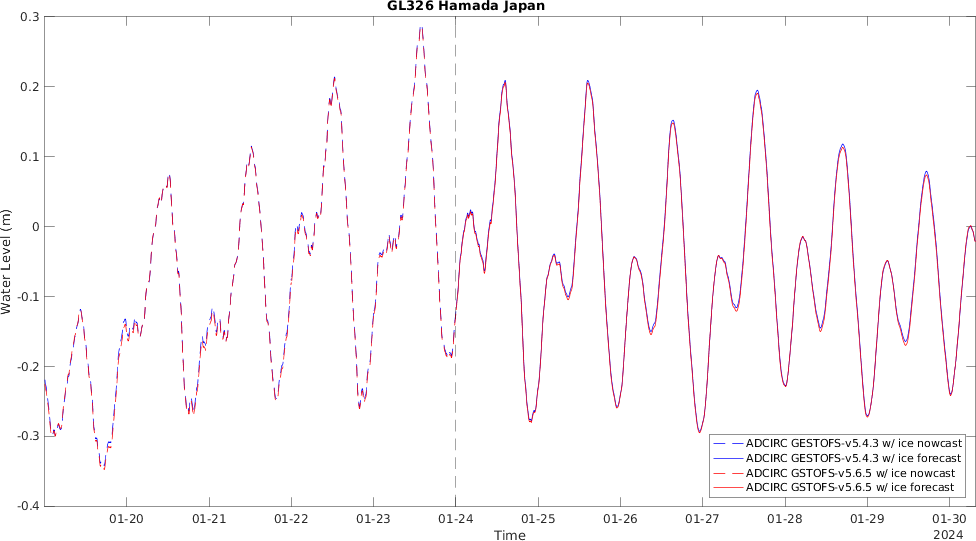 GL326 Hamada Japan
0.3
0.2
0.1
0
-0.1
-0.2
-0.3
-0.4
Water Level (m)
ADCIRC GESTOFS-v5.4.3 w/ ice nowcast
ADCIRC GESTOFS-v5.4.3 w/ ice forecast
ADCIRC GSTOFS-v5.6.5 w/ ice nowcast
ADCIRC GSTOFS-v5.6.5 w/ ice forecast
01-20 01-21 01-22 01-23 01-24 01-25 01-26 01-27 01-28 01-29 01-30
Time
2024